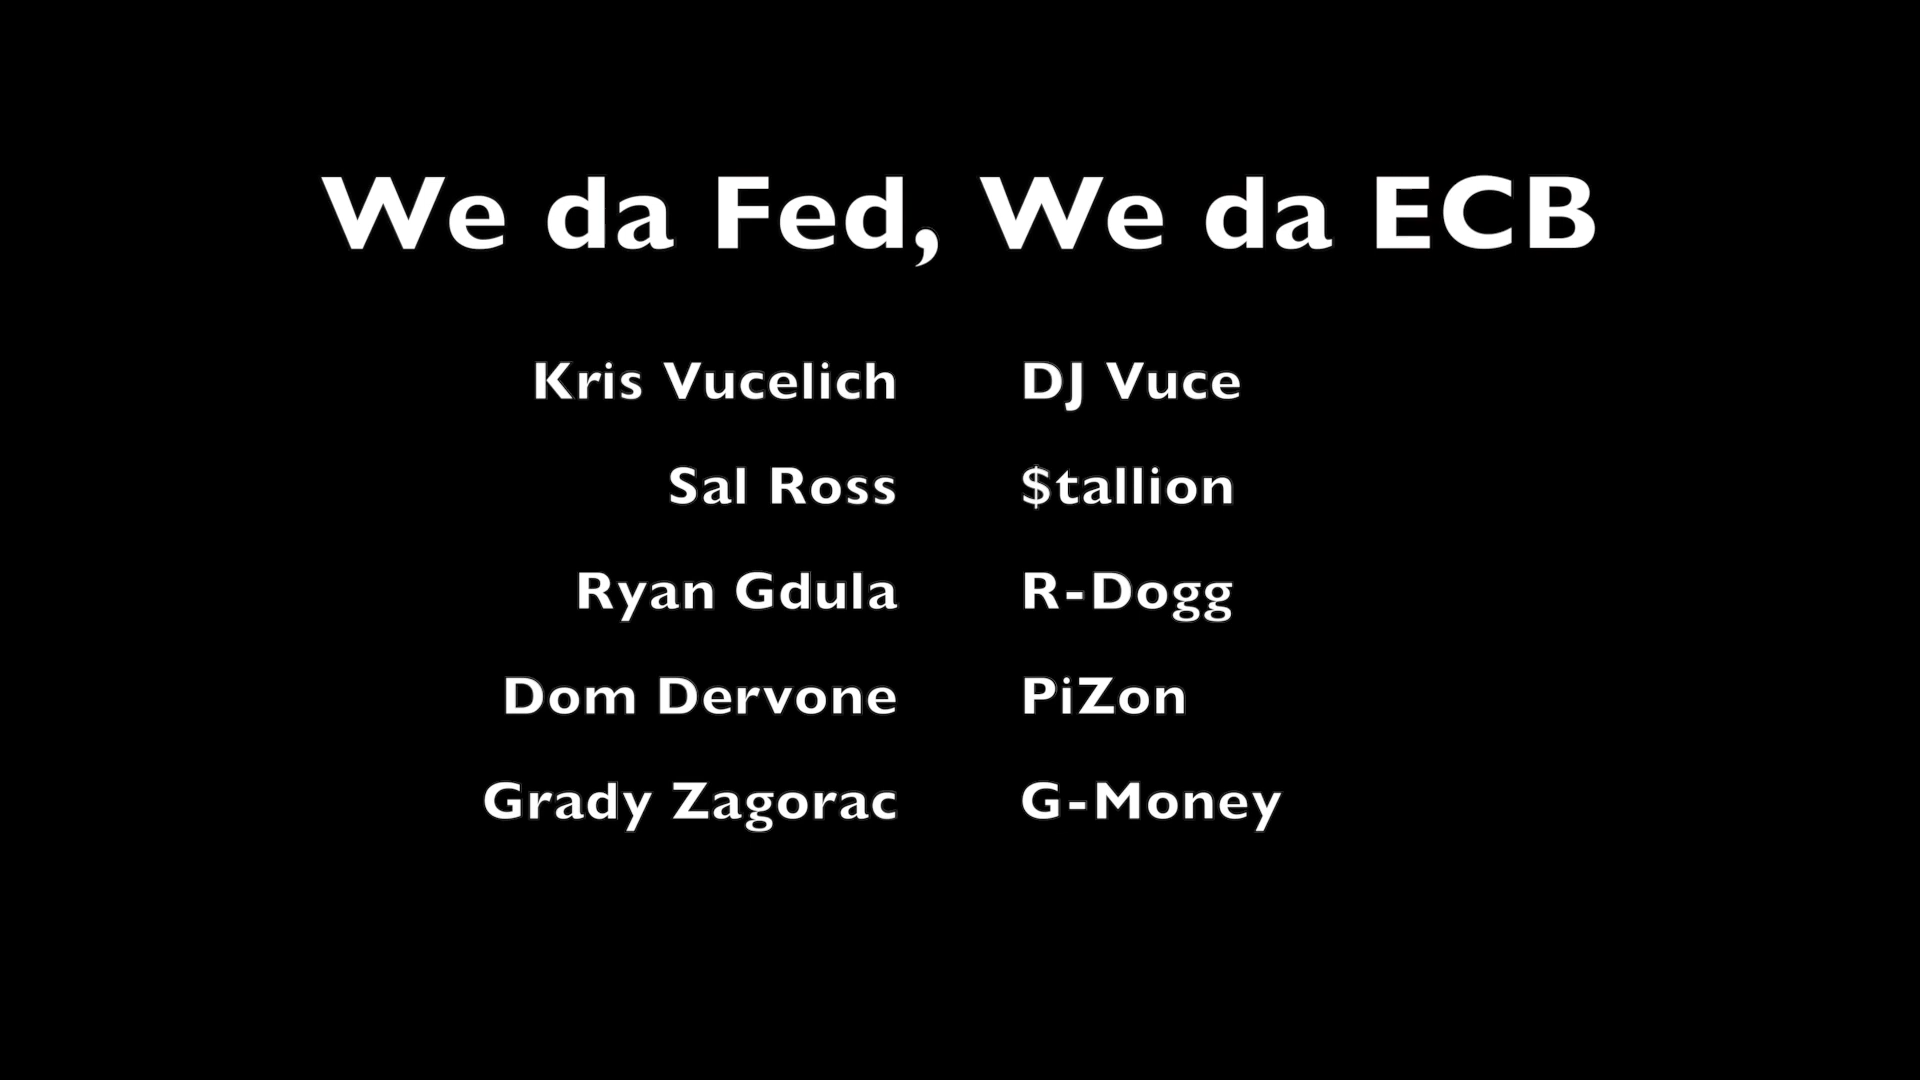 We da Fed, We da ECB
Kris Vucelich DJ Vuce
Sal Ross $tallion
Ryan Gdula R-Dogg
Dom Dervone PiZon
Grady Zagorac G-Money